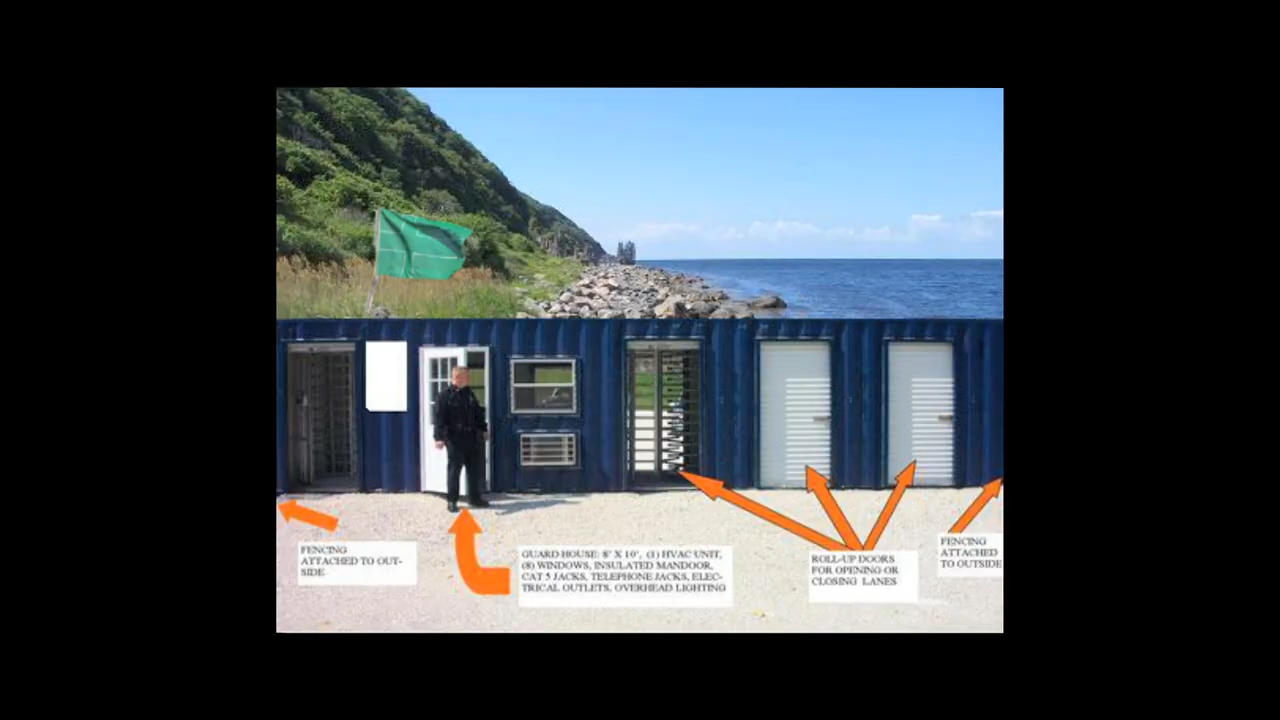 FENCING
ATTACHED TO OUT-
SIDE
GUARD HOUSE: 8' X 10', (1) HVAC UNIT,
(8) WINDOWS, INSULATED MANDOOR,
CAT 5 JACKS, TELEPHONE JACKS, ELEC-
TRICAL OUTLETS, OVERHEAD LIGHTING
ROLL-UP DOORS
FOR OPENING OR
CLOSING LANES
FENCING
ATTACHED
TO OUTSIDE